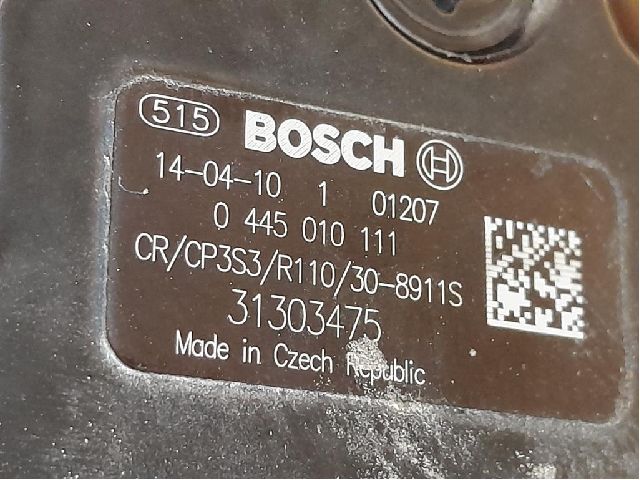 515 BOSCH
14-04-10 1 01207
0 445 010 111
CR/CP3S3/R110/30-8911S
31303475
Made in Czech Republic